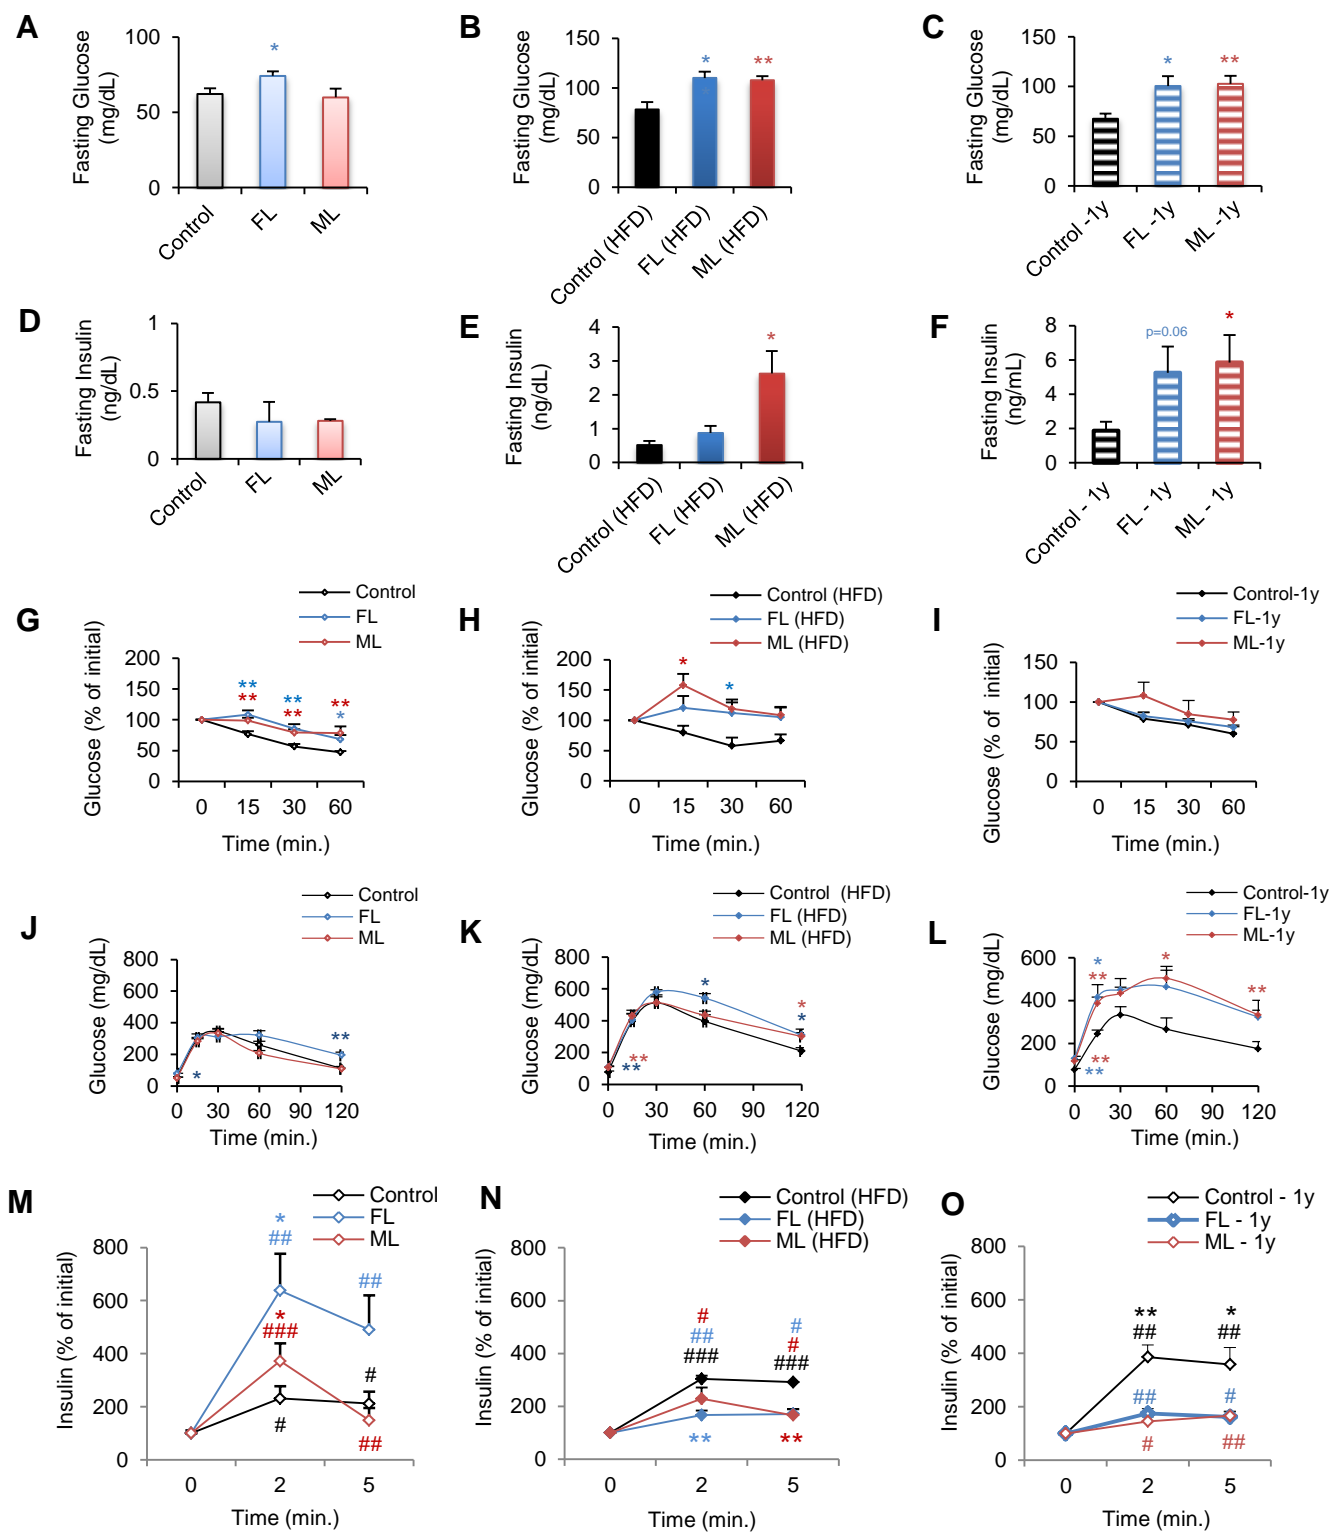 A
Fasting Glucose
(mg/dL)
100
50
0
*
Control
FL
ML
B
Fasting Glucose
(mg/dL)
150
100
50
0
*
**
Control (HFD)
FL (HFD)
ML (HFD)
C
Fasting Glucose
(mg/dL)
150
100
50
0
*
**
Control -1y
FL -1y
ML -1y
D
Fasting Insulin
(ng/dL)
1
0.5
0
Control
FL
ML
E
Fasting Insulin
(ng/dL)
4
3
2
1
0
*
Control (HFD)
FL (HFD)
ML (HFD)
F
Fasting Insulin
(ng/mL)
8
6
4
2
0
p=0.06
*
Control - 1y
FL - 1y
ML - 1y
G
Control
FL
ML
Glucose (% of initial)
200
150
100
50
0
** ** **
** ** *
0 15 30 60
Time (min.)
H
Control (HFD)
FL (HFD)
ML (HFD)
Glucose (% of initial)
200
150
100
50
0
* *
0 15 30 60
Time (min.)
I
Control-1y
FL-1y
ML-1y
Glucose (% of initial)
150
100
50
0
0 15 30 60
Time (min.)
J
Control
FL
ML
Glucose (mg/dL)
800
600
400
200
0
**
*
0 30 60 90 120
Time (min.)
K
Control (HFD)
FL (HFD)
ML (HFD)
Glucose (mg/dL)
800
600
400
200
0
*
*
*
**
**
0 30 60 90 120
Time (min.)
L
Control-1y
FL-1y
ML-1y
Glucose (mg/dL)
600
400
200
0
* *
** **
**
**
0 30 60 90 120
Time (min.)
M
Control
FL
ML
Insulin (% of initial)
800
600
400
200
0
*
##
##
*
###
#
#
##
0 2 5
Time (min.)
N
Control (HFD)
FL (HFD)
ML (HFD)
Insulin (% of initial)
800
600
400
200
0
# #
## #
### ###
** **
0 2 5
Time (min.)
O
Control - 1y
FL - 1y
ML - 1y
Insulin (% of initial)
800
600
400
200
0
** *
## ##
## #
# ##
0 2 5
Time (min.)